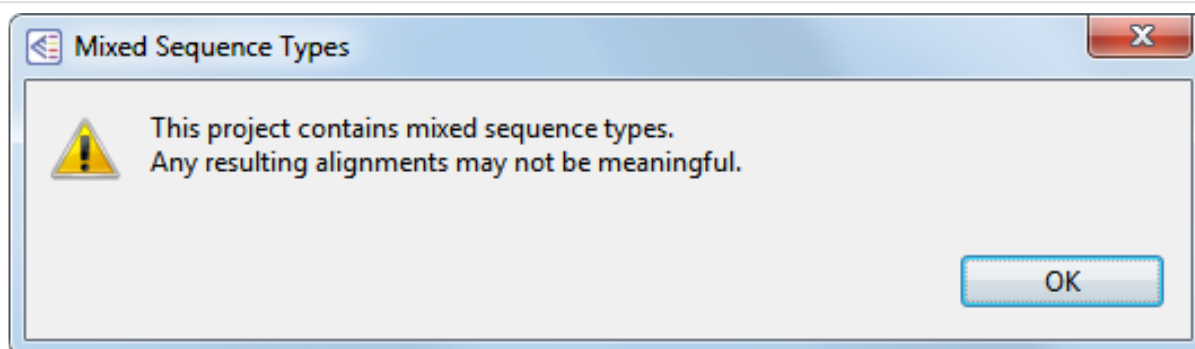 Mixed Sequence Types
This project contains mixed sequence types.
Any resulting alignments may not be meaningful.
OK